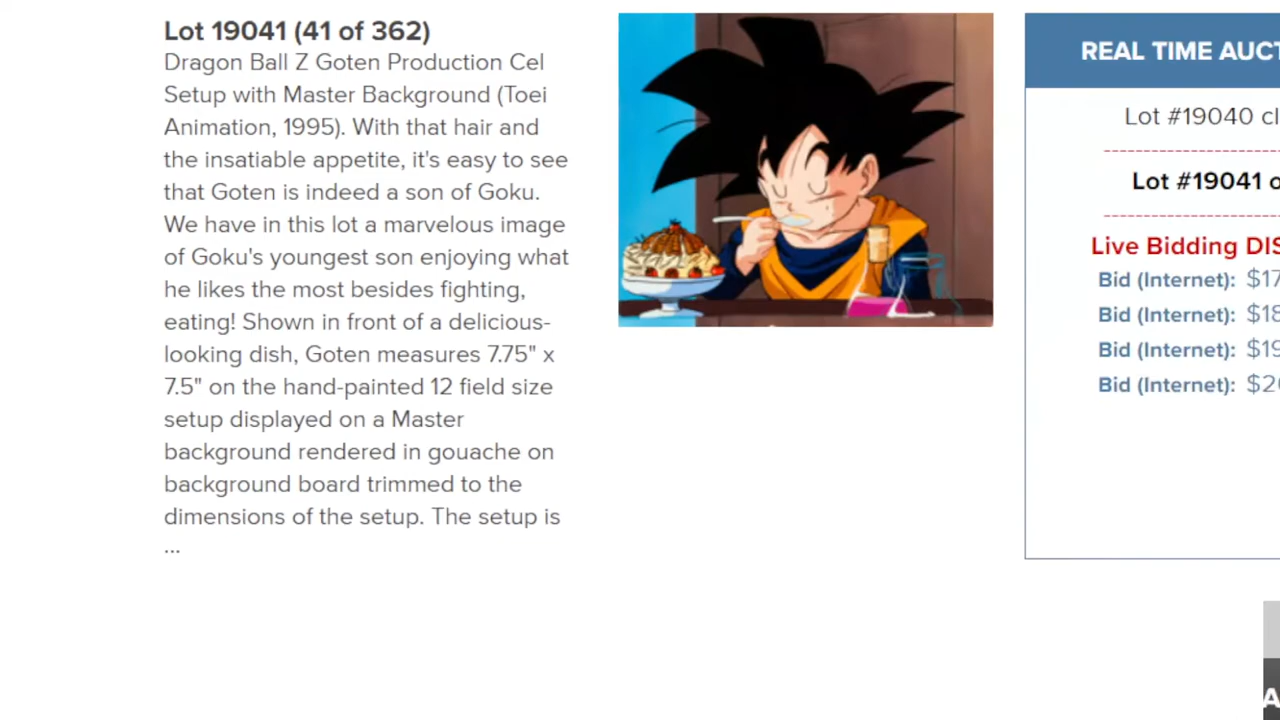 Lot 19041 (41 of 362)
Dragon Ball Z Goten Production Cel
Setup with Master Background (Toei
Animation, 1995). With that hair and
the insatiable appetite, it's easy to see
that Goten is indeed a son of Goku.
We have in this lot a marvelous image
of Goku's youngest son enjoying what
he likes the most besides fighting,
eating! Shown in front of a delicious-
looking dish, Goten measures 7.75" x
7.5" on the hand-painted 12 field size
setup displayed on a Master
background rendered in gouache on
background board trimmed to the
dimensions of the setup. The setup is
...
REAL TIME AUCT
Lot #19040 cl
Lot #19041 o
Live Bidding DIS
Bid (Internet): $17
Bid (Internet): $18
Bid (Internet): $19
Bid (Internet): $20
A